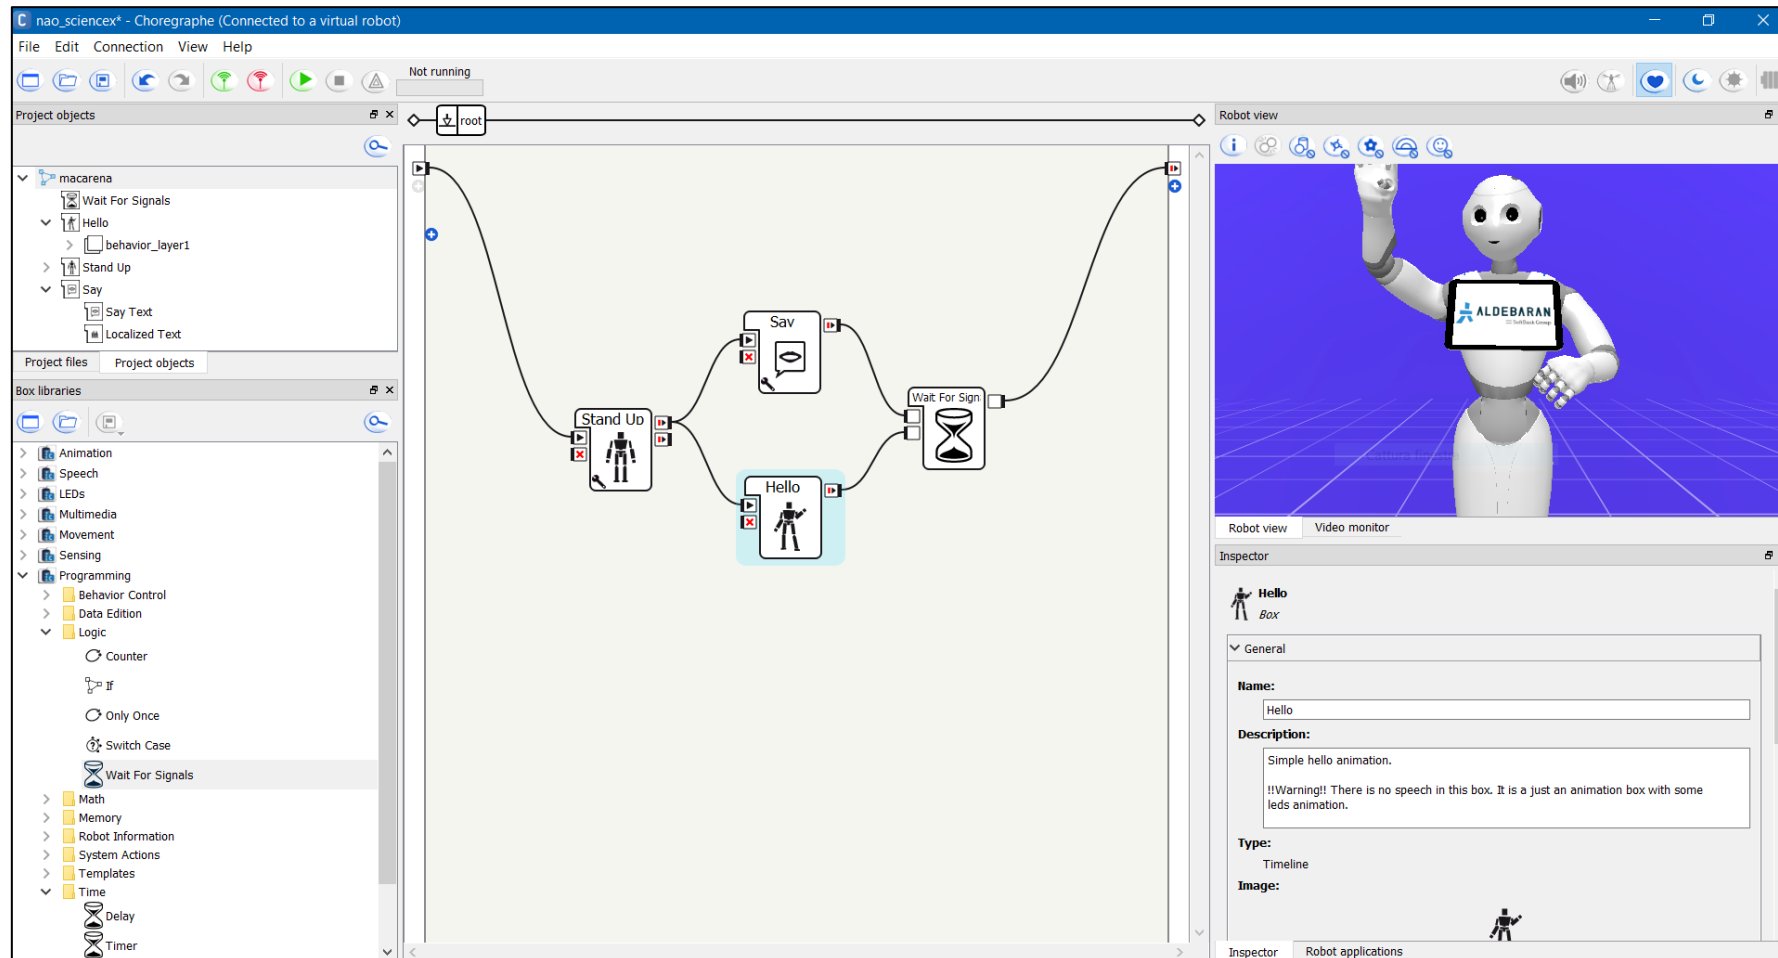 nao_sciencex* - Choregraphe (Connected to a virtual robot)
File Edit Connection View Help
Not running
Project objects
macarena
Wait For Signals
Hello
behavior_layer1
Stand Up
Say
Say Text
Localized Text
Project files Project objects
Box libraries
Animation
Speech
LEDs
Multimedia
Movement
Sensing
Programming
Behavior Control
Data Edition
Logic
Counter
If
Only Once
Switch Case
Wait For Signals
Math
Memory
Robot Information
System Actions
Templates
Time
Delay
Timer
root
Say
Stand Up
Wait For Sign
Hello
Robot view
ALDEBARAN
SoftBank Group
Robot view Video monitor
Inspector
Hello
Box
General
Name:
Hello
Description:
Simple hello animation.
!!Warning!! There is no speech in this box. It is a just an animation box with some
leds animation.
Type:
Timeline
Image:
Inspector Robot applications